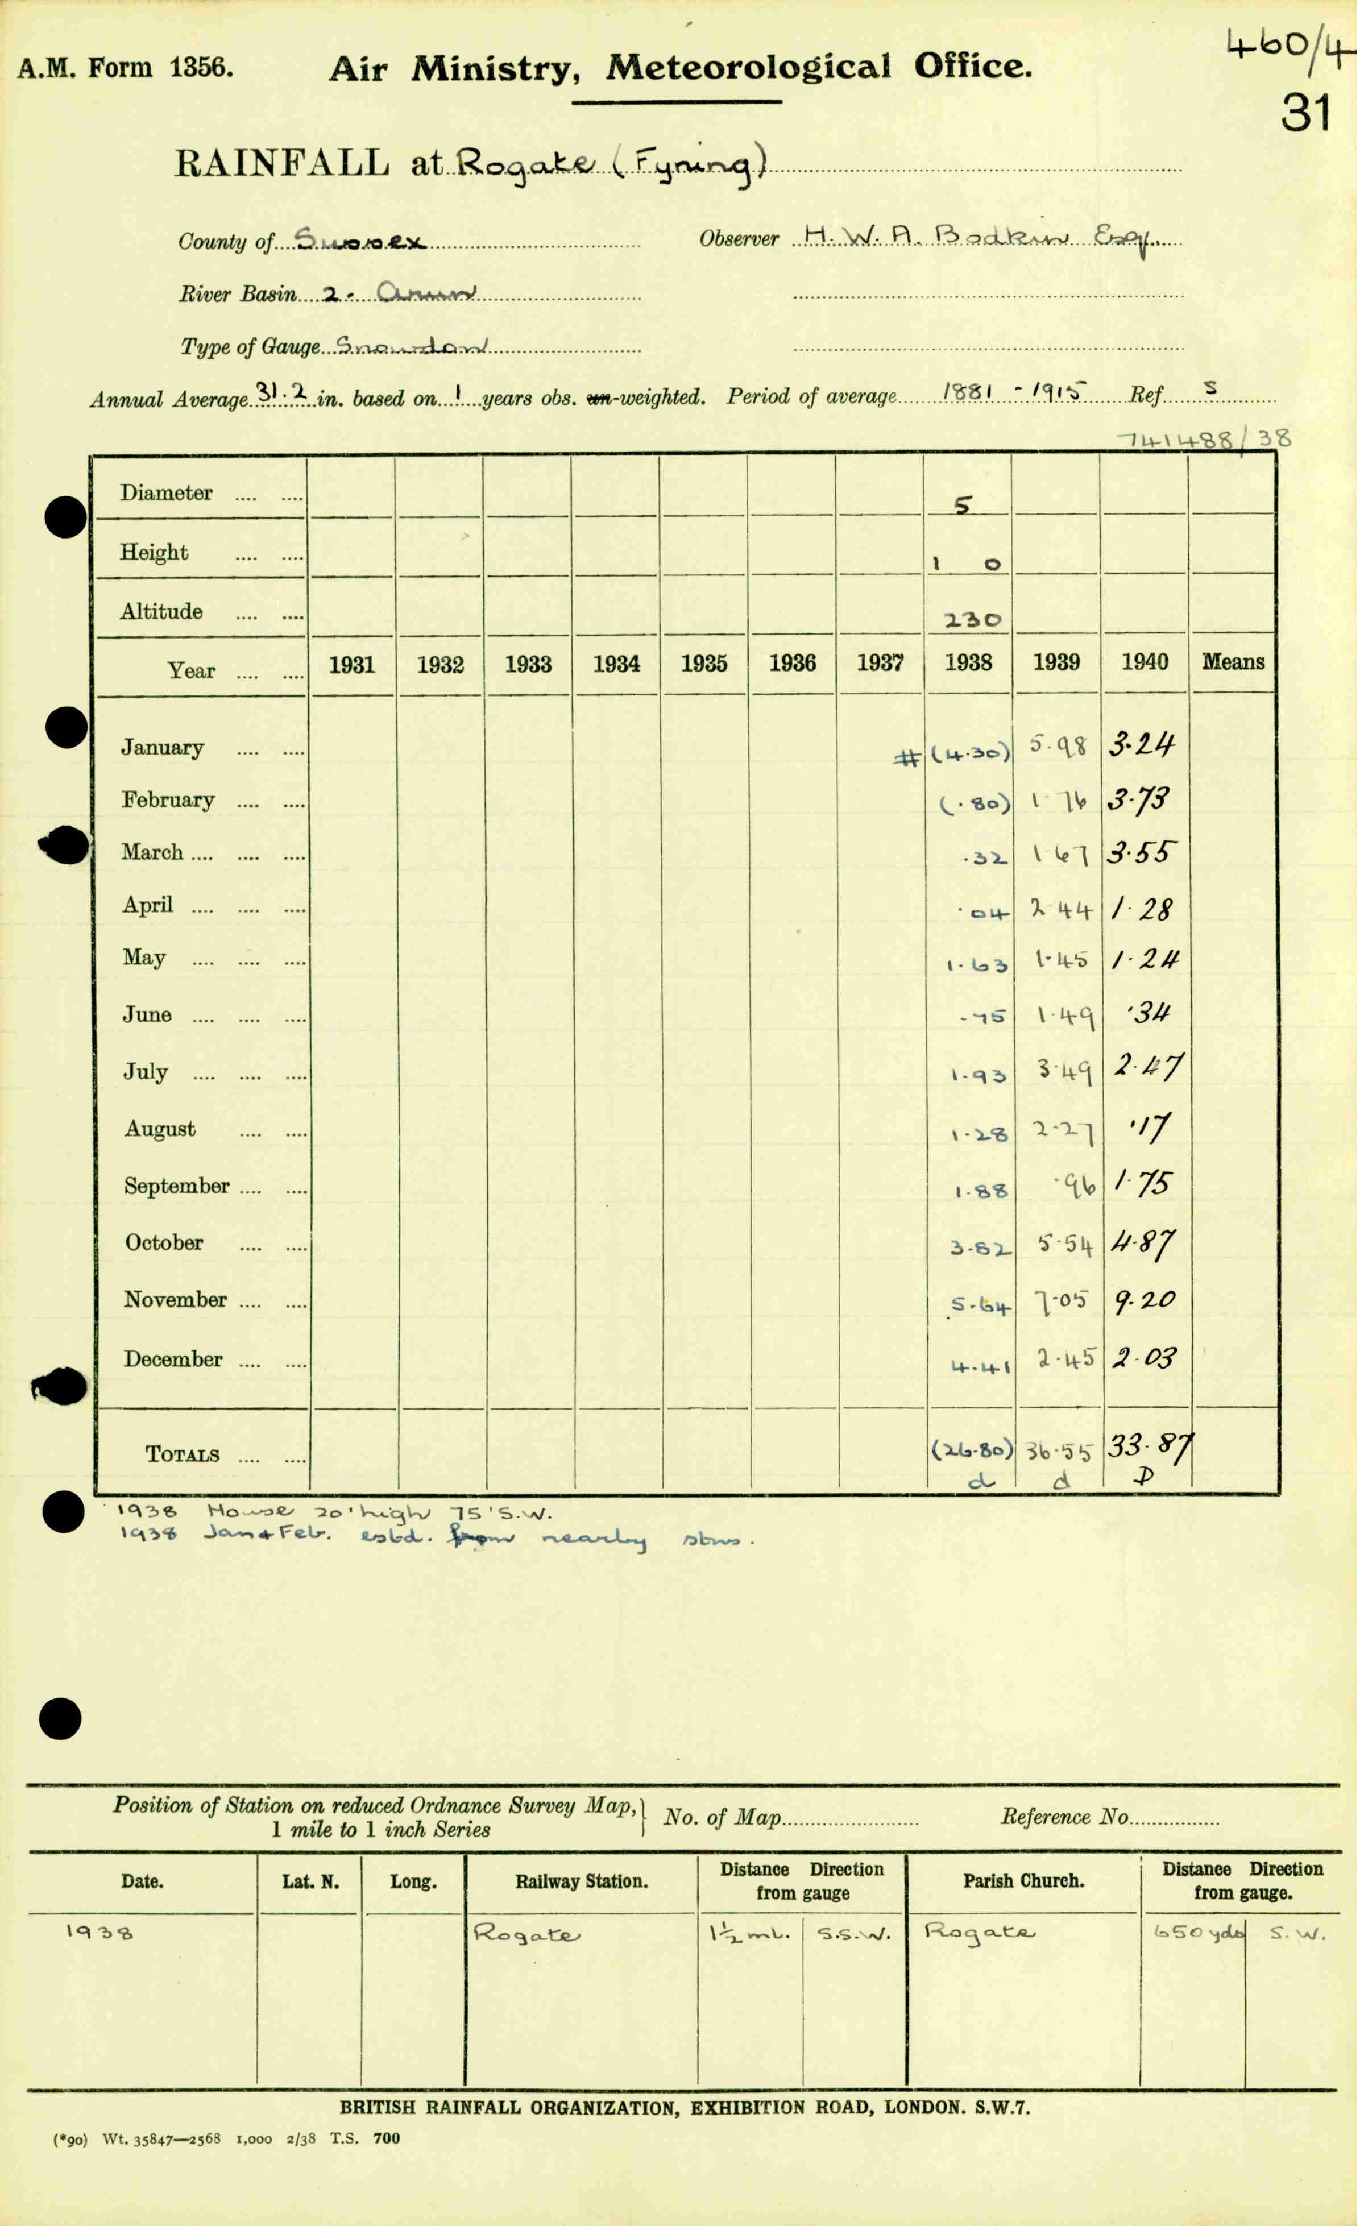 460/4
A.M. Form 1356. Air Ministry, Meteorological Office.
31
RAINFALL at Rogate (Fyning)
County of Sussex Observer H. W. A. Bodkin Esq.
River Basin 2. Arun
Type of Gauge Snowdon
Annual Average 31.2 in. based on 1 years obs. un-weighted. Period of average 1881 - 1915 Ref. S
741488/38
Diameter .... .... 5
Height .... .... 1 0
Altitude .... .... 230
Year .... .... 1931 1932 1933 1934 1935 1936 1937 1938 1939 1940 Means
January .... .... # (4.30) 5.98 3.24
February .... .... (.80) 1 76 3.73
March .... .... .... .32 1 67 3.55
April .... .... .... .04 2 44 1.28
May .... .... .... 1.63 1.45 1.24
June .... .... .... .75 1.49 .34
July .... .... .... 1.93 3.49 2.47
August .... .... 1.28 2.27 .17
September .... .... 1.88 .96 1.75
October .... .... 3.82 5.54 4.87
November .... .... 5.64 7.05 9.20
December .... .... 4.41 2.45 2.03
TOTALS .... .... (26.80) 36.55 33.87
d d D
1938 House 20' high 75' S.W.
1938 Jan & Feb. estd. from nearby stns.
Position of Station on reduced Ordnance Survey Map, } No. of Map Reference No.
1 mile to 1 inch Series
Date. Lat. N. Long. Railway Station. Distance Direction from gauge Parish Church. Distance Direction from gauge.
1938 Rogate 1½ ml. S.S.W. Rogate 650 yds S.W.
BRITISH RAINFALL ORGANIZATION, EXHIBITION ROAD, LONDON. S.W.7.
(*90) Wt. 35847—2568 1,000 2/38 T.S. 700